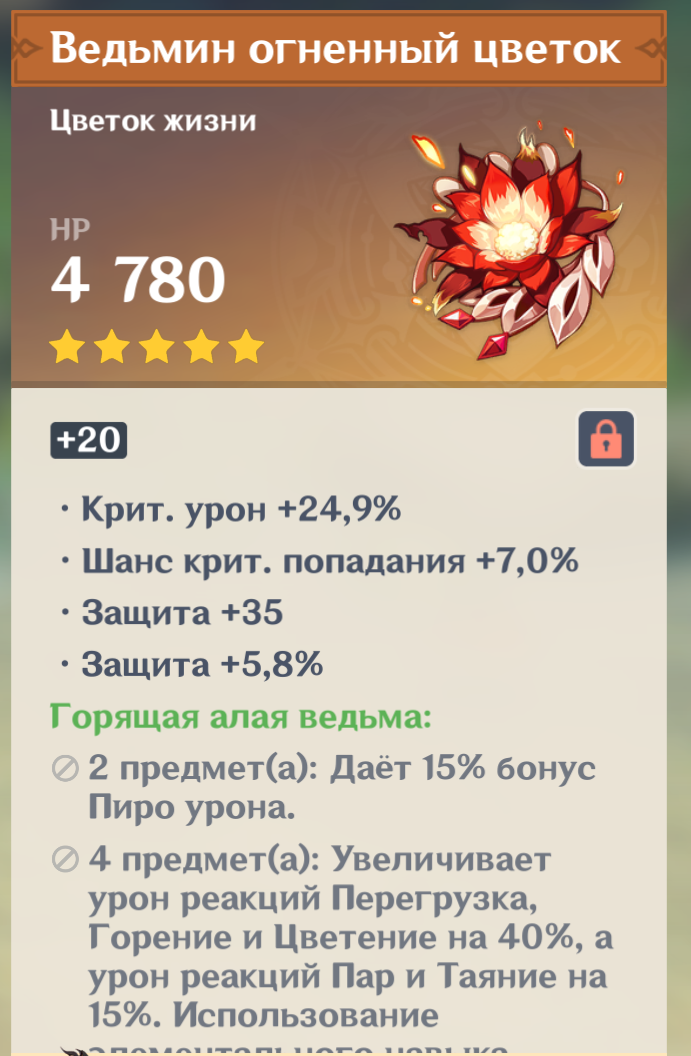 Ведьмин огненный цветок
Цветок жизни
HP
4 780
+20
· Крит. урон +24,9%
· Шанс крит. попадания +7,0%
· Защита +35
· Защита +5,8%
Горящая алая ведьма:
2 предмет(а): Даёт 15% бонус
Пиро урона.
4 предмет(а): Увеличивает
урон реакций Перегрузка,
Горение и Цветение на 40%, а
урон реакций Пар и Таяние на
15%. Использование
элементального навыка